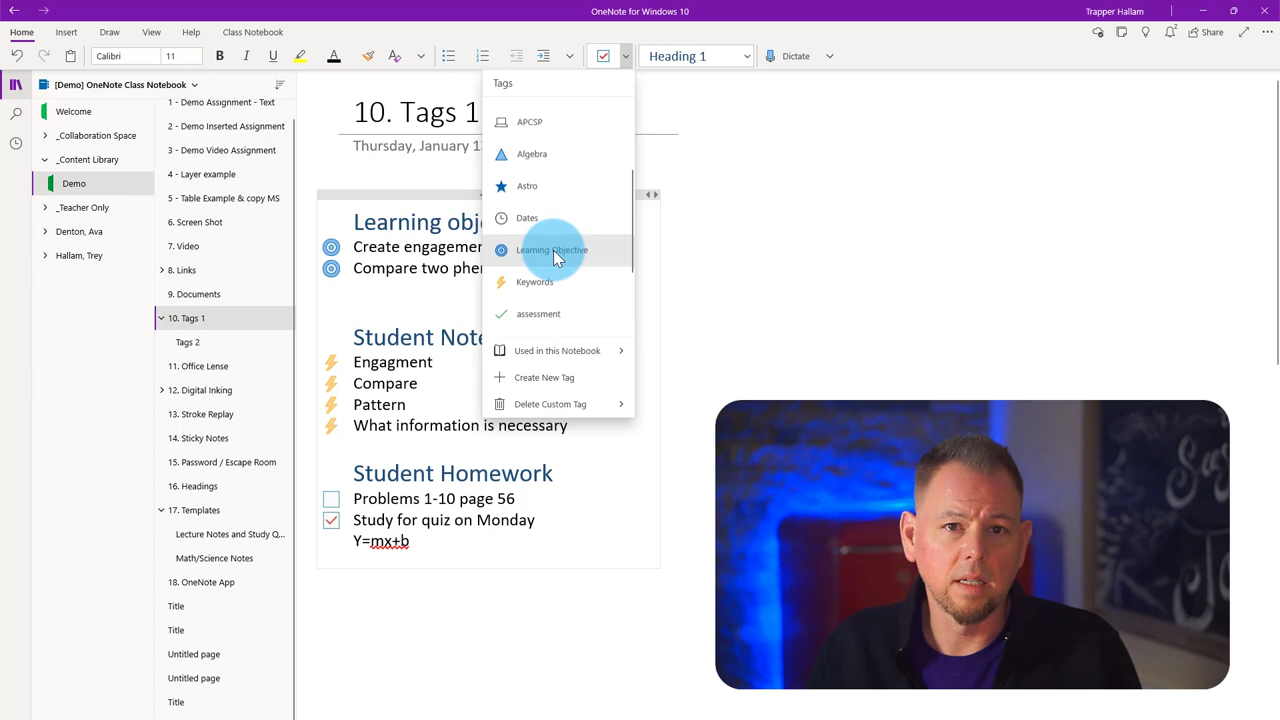 OneNote for Windows 10
Trapper Hallam
Home Insert Draw View Help Class Notebook
Share
Calibri 11 B I U A A Heading 1 Dictate
[Demo] OneNote Class Notebook
Welcome
_Collaboration Space
_Content Library
Demo
_Teacher Only
Denton, Ava
Hallam, Trey
1 - Demo Assignment - Text
2 - Demo Inserted Assignment
3 - Demo Video Assignment
4 - Layer example
5 - Table Example & copy MS
6. Screen Shot
7. Video
8. Links
9. Documents
10. Tags 1
Tags 2
11. Office Lense
12. Digital Inking
13. Stroke Replay
14. Sticky Notes
15. Password / Escape Room
16. Headings
17. Templates
Lecture Notes and Study Q...
Math/Science Notes
18. OneNote App
Title
Title
Untitled page
Untitled page
Title
10. Tags 1
Thursday, January 1
Learning obj
Create engagemen
Compare two phe
Student Note
Engagment
Compare
Pattern
What information is necessary
Student Homework
Problems 1-10 page 56
Study for quiz on Monday
Y=mx+b
Tags
APCSP
Algebra
Astro
Dates
Learning Objective
Keywords
assessment
Used in this Notebook
Create New Tag
Delete Custom Tag